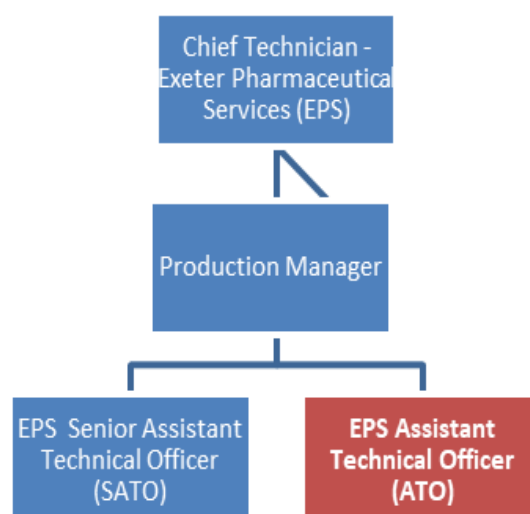 Chief Technician -
Exeter Pharmaceutical
Services (EPS)
Production Manager
EPS Senior Assistant
Technical Officer
(SATO)
EPS Assistant
Technical Officer
(ATO)